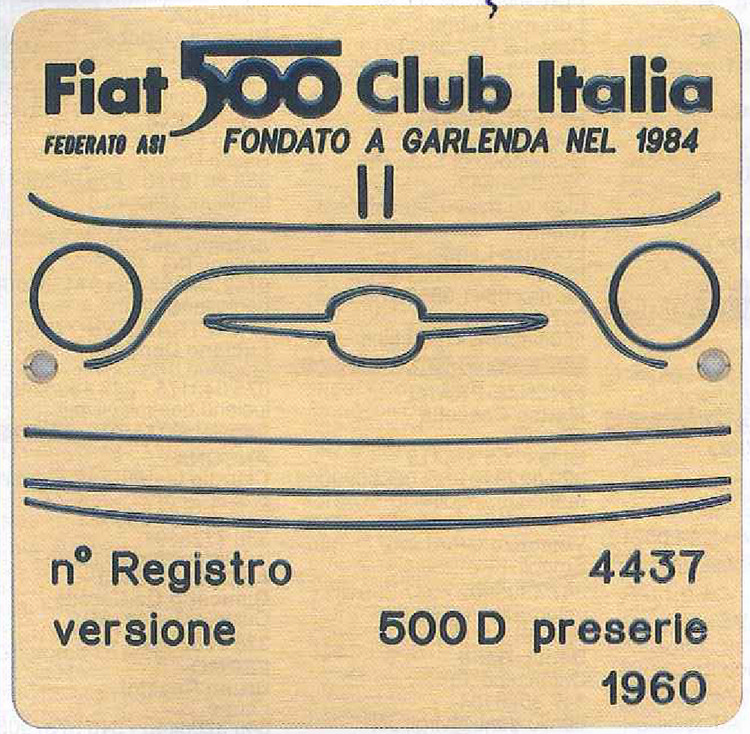 Fiat 500 Club Italia
FEDERATO ASI FONDATO A GARLENDA NEL 1984
n° Registro 4437
versione 500 D preserie
1960